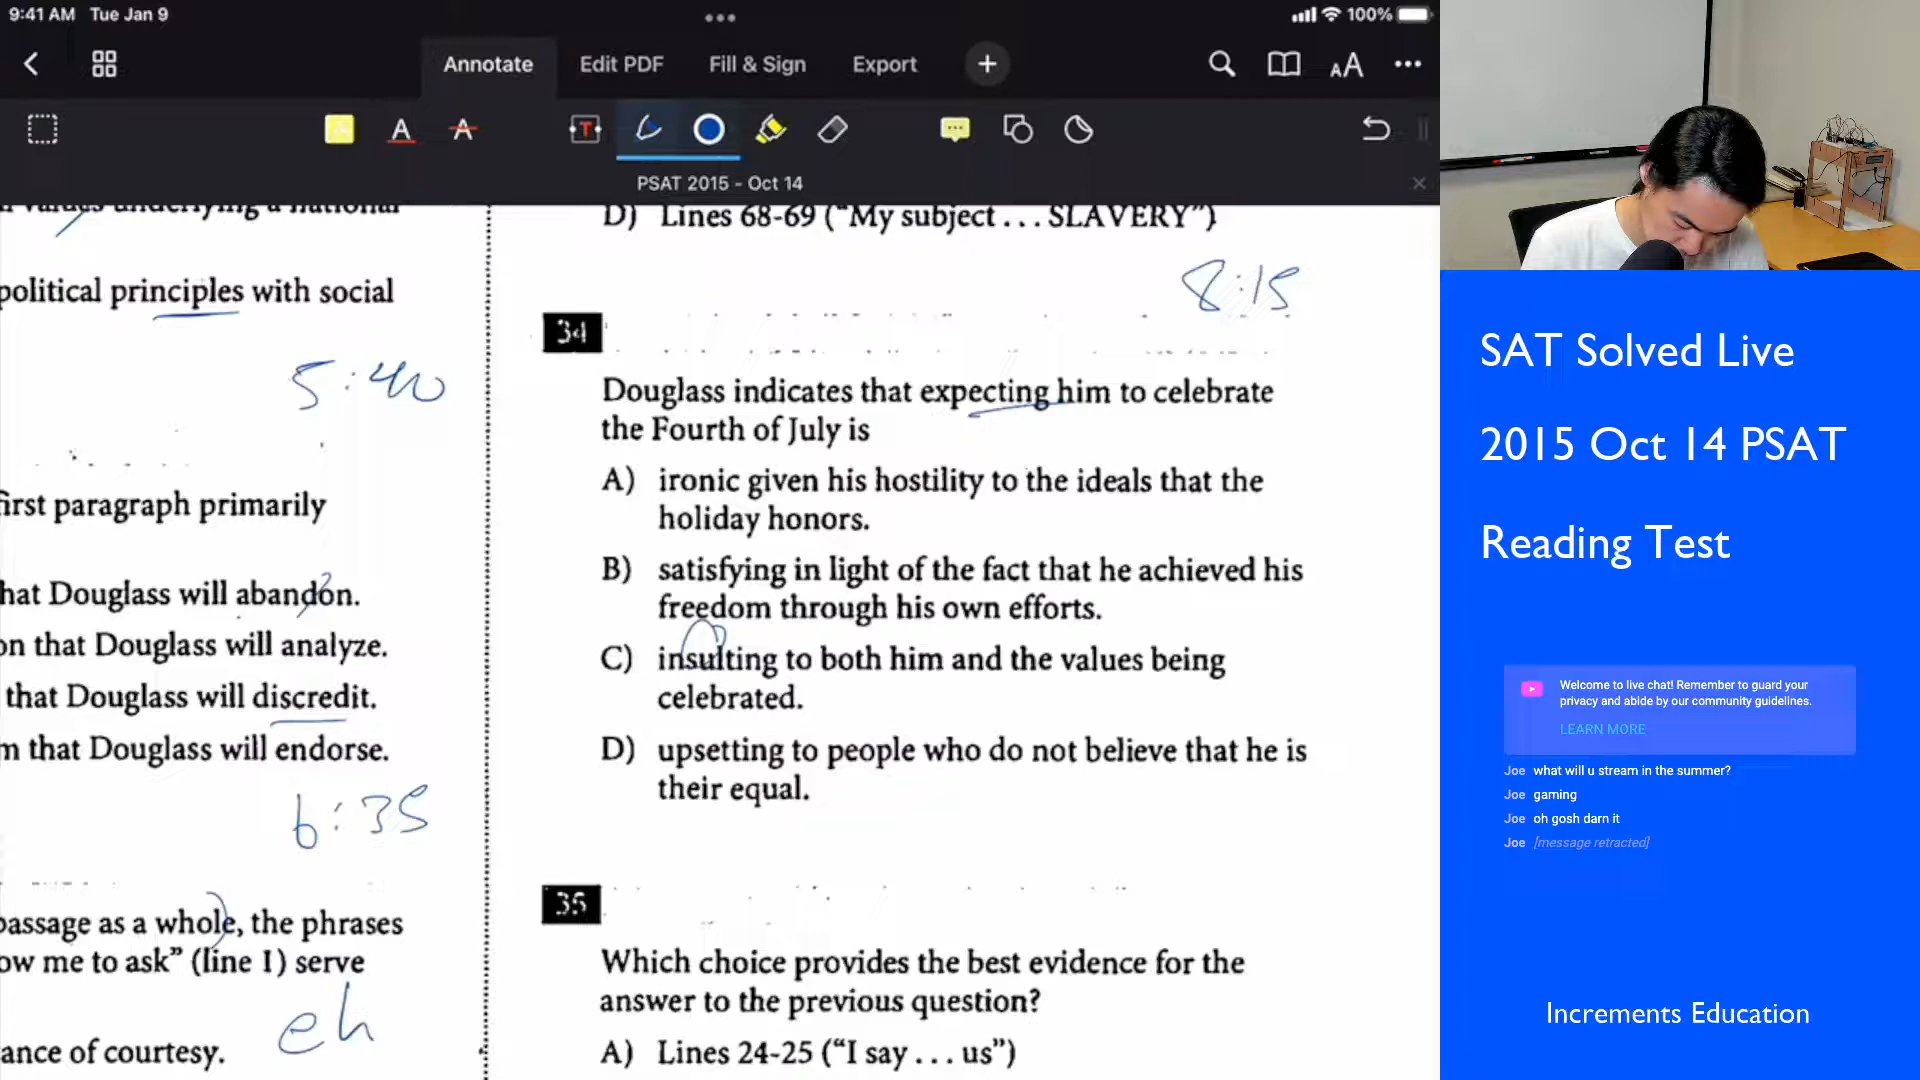 9:41 AM Tue Jan 9
100%
Annotate
Edit PDF
Fill & Sign
Export
AA
T
A
A
PSAT 2015 - Oct 14
values underlying a national
political principles with social
5:40
first paragraph primarily
hat Douglass will abandon.
on that Douglass will analyze.
that Douglass will discredit.
m that Douglass will endorse.
6:35
passage as a whole, the phrases
ow me to ask” (line 1) serve
eh
ance of courtesy.
D) Lines 68-69 (“My subject . . . SLAVERY”)
8:15
34
Douglass indicates that expecting him to celebrate
the Fourth of July is
A) ironic given his hostility to the ideals that the
holiday honors.
B) satisfying in light of the fact that he achieved his
freedom through his own efforts.
C) insulting to both him and the values being
celebrated.
D) upsetting to people who do not believe that he is
their equal.
35
Which choice provides the best evidence for the
answer to the previous question?
A) Lines 24-25 (“I say . . . us”)
SAT Solved Live
2015 Oct 14 PSAT
Reading Test
Welcome to live chat! Remember to guard your
privacy and abide by our community guidelines.
LEARN MORE
Joe what will u stream in the summer?
Joe gaming
Joe oh gosh darn it
Joe [message retracted]
Increments Education